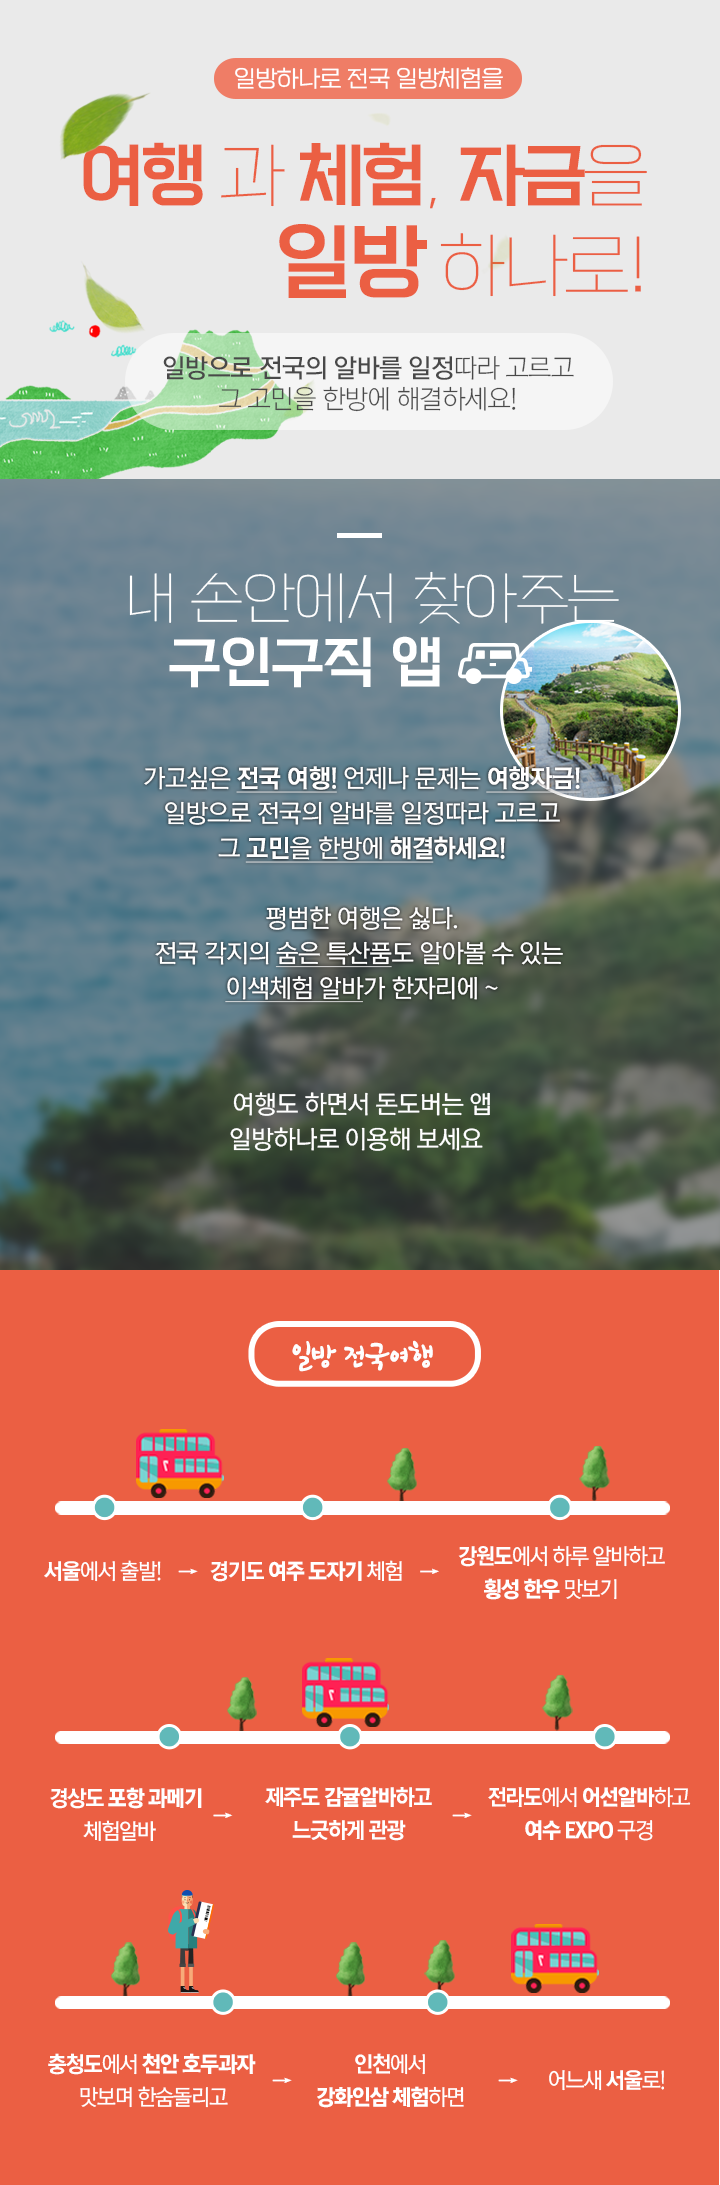 일방하나로 전국 일방체험을
여행 과 체험, 자금을
일방 하나로!
일방으로 전국의 알바를 일정따라 고르고
그 고민을 한방에 해결하세요!
내 손안에서 찾아주는
구인구직 앱
가고싶은 전국 여행! 언제나 문제는 여행자금!
일방으로 전국의 알바를 일정따라 고르고
그 고민을 한방에 해결하세요!
평범한 여행은 싫다.
전국 각지의 숨은 특산품도 알아볼 수 있는
이색체험 알바가 한자리에 ~
여행도 하면서 돈도버는 앱
일방하나로 이용해 보세요
일방 전국여행
서울에서 출발! → 경기도 여주 도자기 체험 →
강원도에서 하루 알바하고
횡성 한우 맛보기
경상도 포항 과메기
체험알바 →
제주도 감귤알바하고
느긋하게 관광 →
전라도에서 어선알바하고
여수 EXPO 구경
충청도에서 천안 호두과자
맛보며 한숨돌리고 →
인천에서
강화인삼 체험하면 →
어느새 서울로!